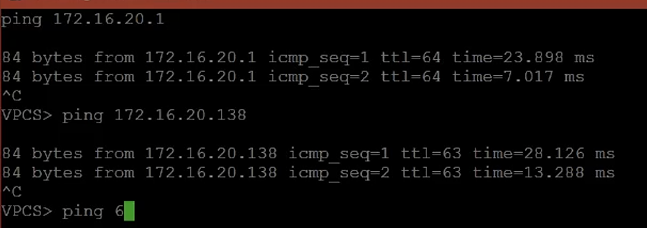 ping 172.16.20.1
84 bytes from 172.16.20.1 icmp_seq=1 ttl=64 time=23.898 ms
84 bytes from 172.16.20.1 icmp_seq=2 ttl=64 time=7.017 ms
^C
VPCS> ping 172.16.20.138
84 bytes from 172.16.20.138 icmp_seq=1 ttl=63 time=28.126 ms
84 bytes from 172.16.20.138 icmp_seq=2 ttl=63 time=13.288 ms
^C
VPCS> ping 6